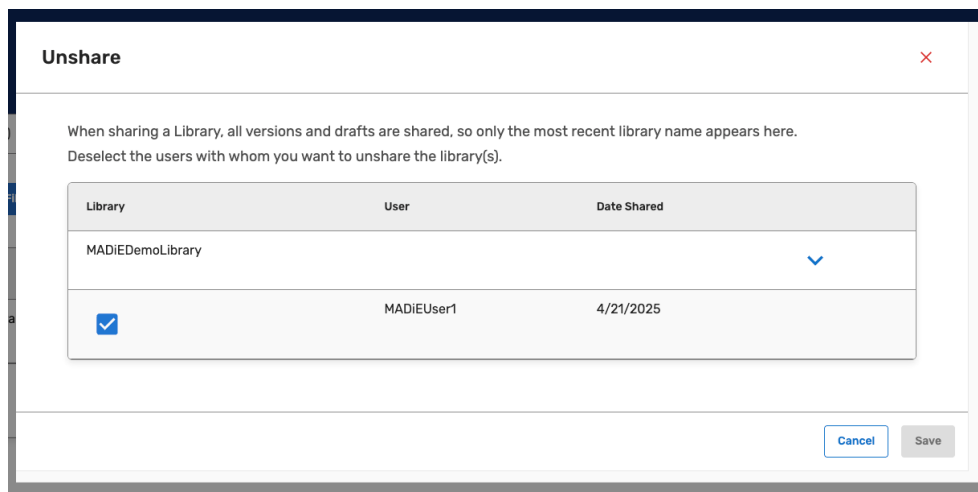 Unshare
When sharing a Library, all versions and drafts are shared, so only the most recent library name appears here.
Deselect the users with whom you want to unshare the library(s).
Library User Date Shared
MADiEDemoLibrary
MADiEUser1 4/21/2025
Cancel Save